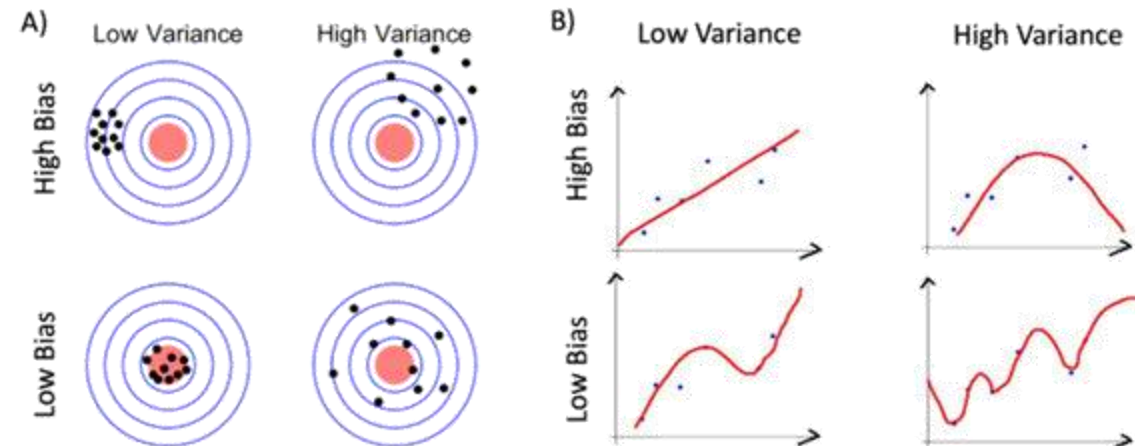 A)
Low Variance
High Variance
High Bias
Low Bias
B)
Low Variance
High Variance
High Bias
Low Bias